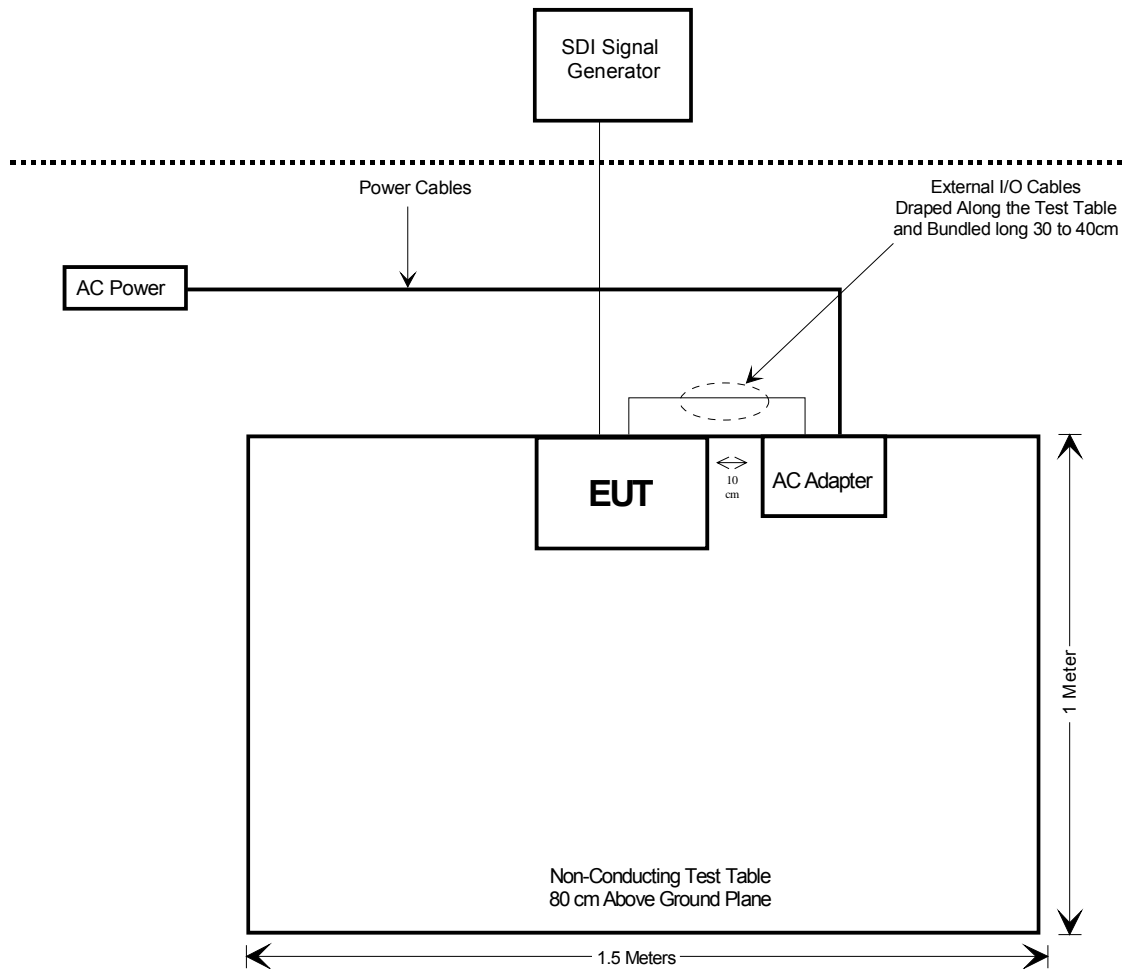 SDI Signal
Generator
Power Cables
External I/O Cables
Draped Along the Test Table
and Bundled long 30 to 40cm
AC Power
EUT
10
cm
AC Adapter
1 Meter
Non-Conducting Test Table
80 cm Above Ground Plane
1.5 Meters